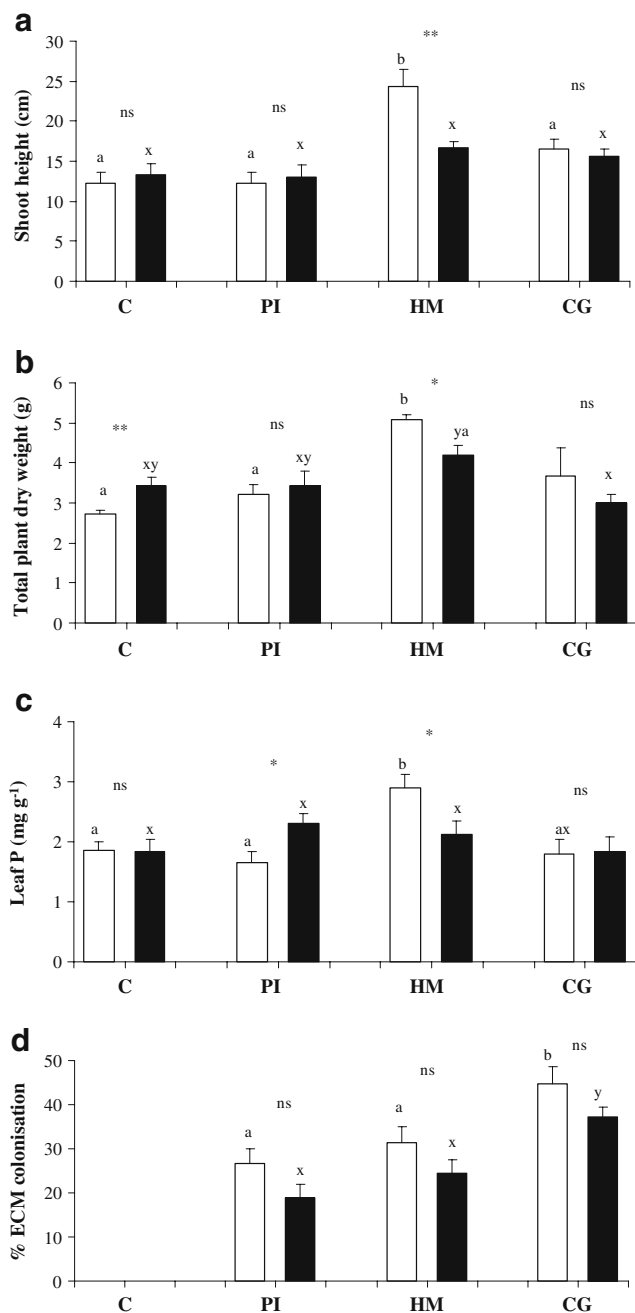 a
Shoot height (cm)
30
25
20
15
10
5
0
ns
ns
**
ns
a
x
a
x
b
x
a
x
C
PI
HM
CG
b
Total plant dry weight (g)
6
5
4
3
2
1
0
**
ns
*
ns
a
xy
a
xy
b
ya
x
C
PI
HM
CG
c
Leaf P (mg g-1)
4
3
2
1
0
ns
*
*
ns
a
x
a
x
b
x
ax
C
PI
HM
CG
d
% ECM colonisation
50
40
30
20
10
0
ns
ns
ns
a
x
a
x
b
y
C
PI
HM
CG